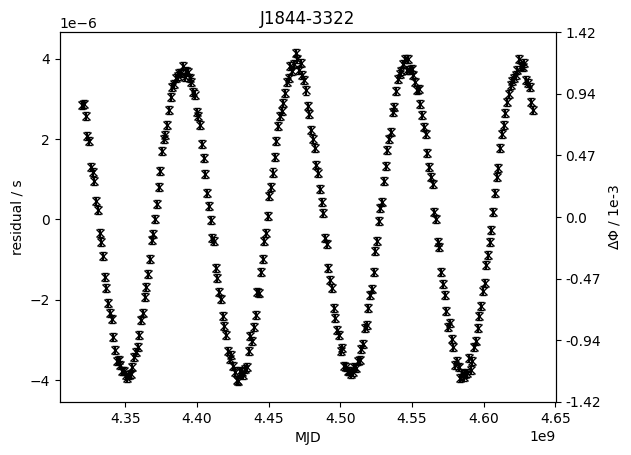 J1844-3322
1e−6
4
2
0
−2
−4
residual / s
1.42
0.94
0.47
0.0
-0.47
-0.94
-1.42
ΔΦ / 1e-3
4.35 4.40 4.45 4.50 4.55 4.60 4.65
1e9
MJD